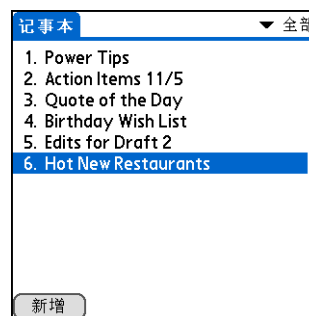 记事本 全部
1. Power Tips
2. Action Items 11/5
3. Quote of the Day
4. Birthday Wish List
5. Edits for Draft 2
6. Hot New Restaurants
新增